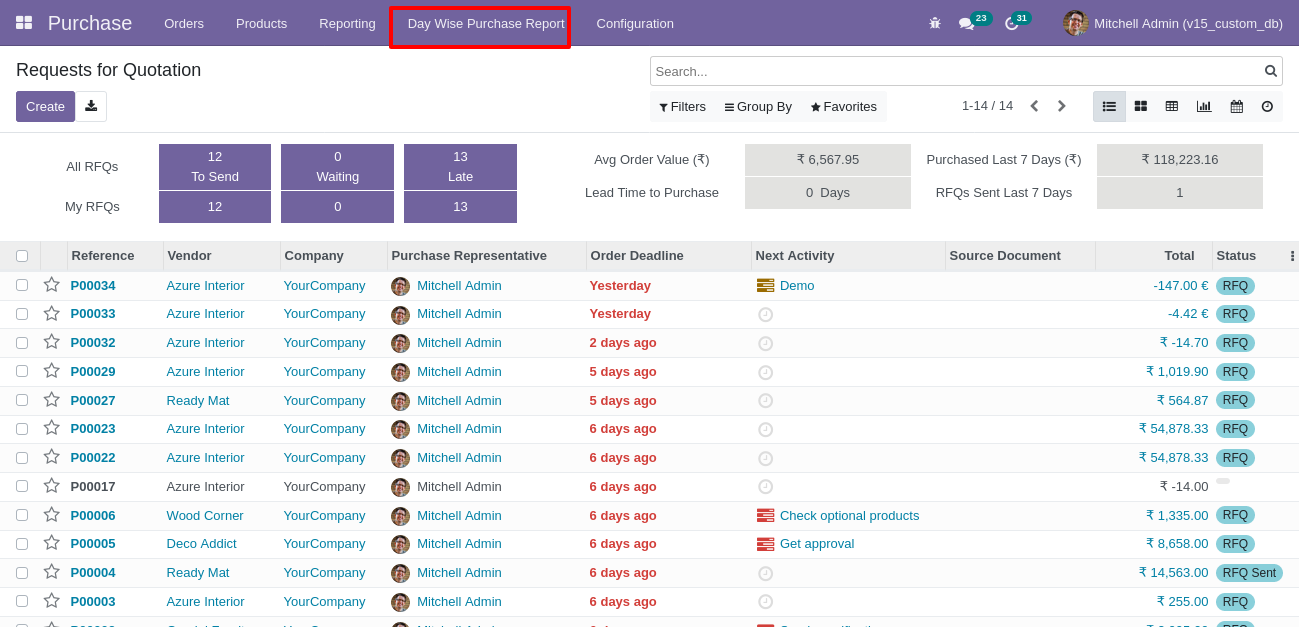 Purchase Orders Products Reporting Day Wise Purchase Report Configuration 23 31 Mitchell Admin (v15_custom_db)
Requests for Quotation Search...
Create Filters Group By Favorites 1-14 / 14
All RFQs 12 To Send 0 Waiting 13 Late Avg Order Value (₹) ₹ 6,567.95 Purchased Last 7 Days (₹) ₹ 118,223.16
My RFQs 12 0 13 Lead Time to Purchase 0 Days RFQs Sent Last 7 Days 1
Reference Vendor Company Purchase Representative Order Deadline Next Activity Source Document Total Status
P00034 Azure Interior YourCompany Mitchell Admin Yesterday Demo -147.00 € RFQ
P00033 Azure Interior YourCompany Mitchell Admin Yesterday -4.42 € RFQ
P00032 Azure Interior YourCompany Mitchell Admin 2 days ago ₹ -14.70 RFQ
P00029 Azure Interior YourCompany Mitchell Admin 5 days ago ₹ 1,019.90 RFQ
P00027 Ready Mat YourCompany Mitchell Admin 5 days ago ₹ 564.87 RFQ
P00023 Azure Interior YourCompany Mitchell Admin 6 days ago ₹ 54,878.33 RFQ
P00022 Azure Interior YourCompany Mitchell Admin 6 days ago ₹ 54,878.33 RFQ
P00017 Azure Interior YourCompany Mitchell Admin 6 days ago ₹ -14.00
P00006 Wood Corner YourCompany Mitchell Admin 6 days ago Check optional products ₹ 1,335.00 RFQ
P00005 Deco Addict YourCompany Mitchell Admin 6 days ago Get approval ₹ 8,658.00 RFQ
P00004 Ready Mat YourCompany Mitchell Admin 6 days ago ₹ 14,563.00 RFQ Sent
P00003 Azure Interior YourCompany Mitchell Admin 6 days ago ₹ 255.00 RFQ